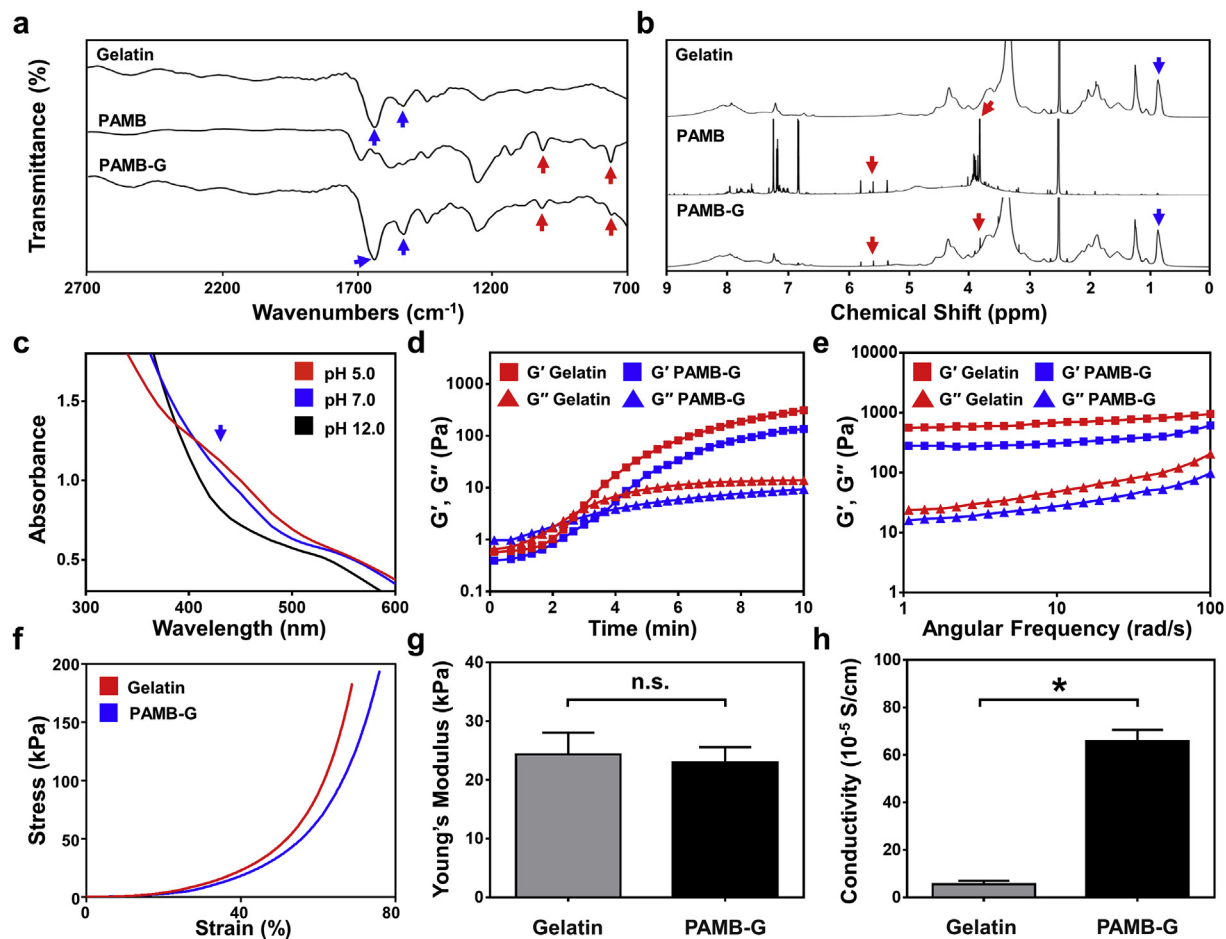 a
Transmittance (%)
Gelatin
PAMB
PAMB-G
2700
2200
1700
1200
700
Wavenumbers (cm⁻¹)
b
Gelatin
PAMB
PAMB-G
9
8
7
6
5
4
3
2
1
0
Chemical Shift (ppm)
c
Absorbance
1.5
1.0
0.5
pH 5.0
pH 7.0
pH 12.0
300
400
500
600
Wavelength (nm)
d
G′, G″ (Pa)
1000
100
10
1
0.1
G′ Gelatin
G′ PAMB-G
G″ Gelatin
G″ PAMB-G
0
2
4
6
8
10
Time (min)
e
G′, G″ (Pa)
10000
1000
100
10
1
G′ Gelatin
G′ PAMB-G
G″ Gelatin
G″ PAMB-G
1
10
100
Angular Frequency (rad/s)
f
Stress (kPa)
200
150
100
50
0
Gelatin
PAMB-G
0
40
80
Strain (%)
g
Young's Modulus (kPa)
40
30
20
10
0
n.s.
Gelatin
PAMB-G
h
Conductivity (10⁻⁵ S/cm)
100
80
60
40
20
0
*
Gelatin
PAMB-G